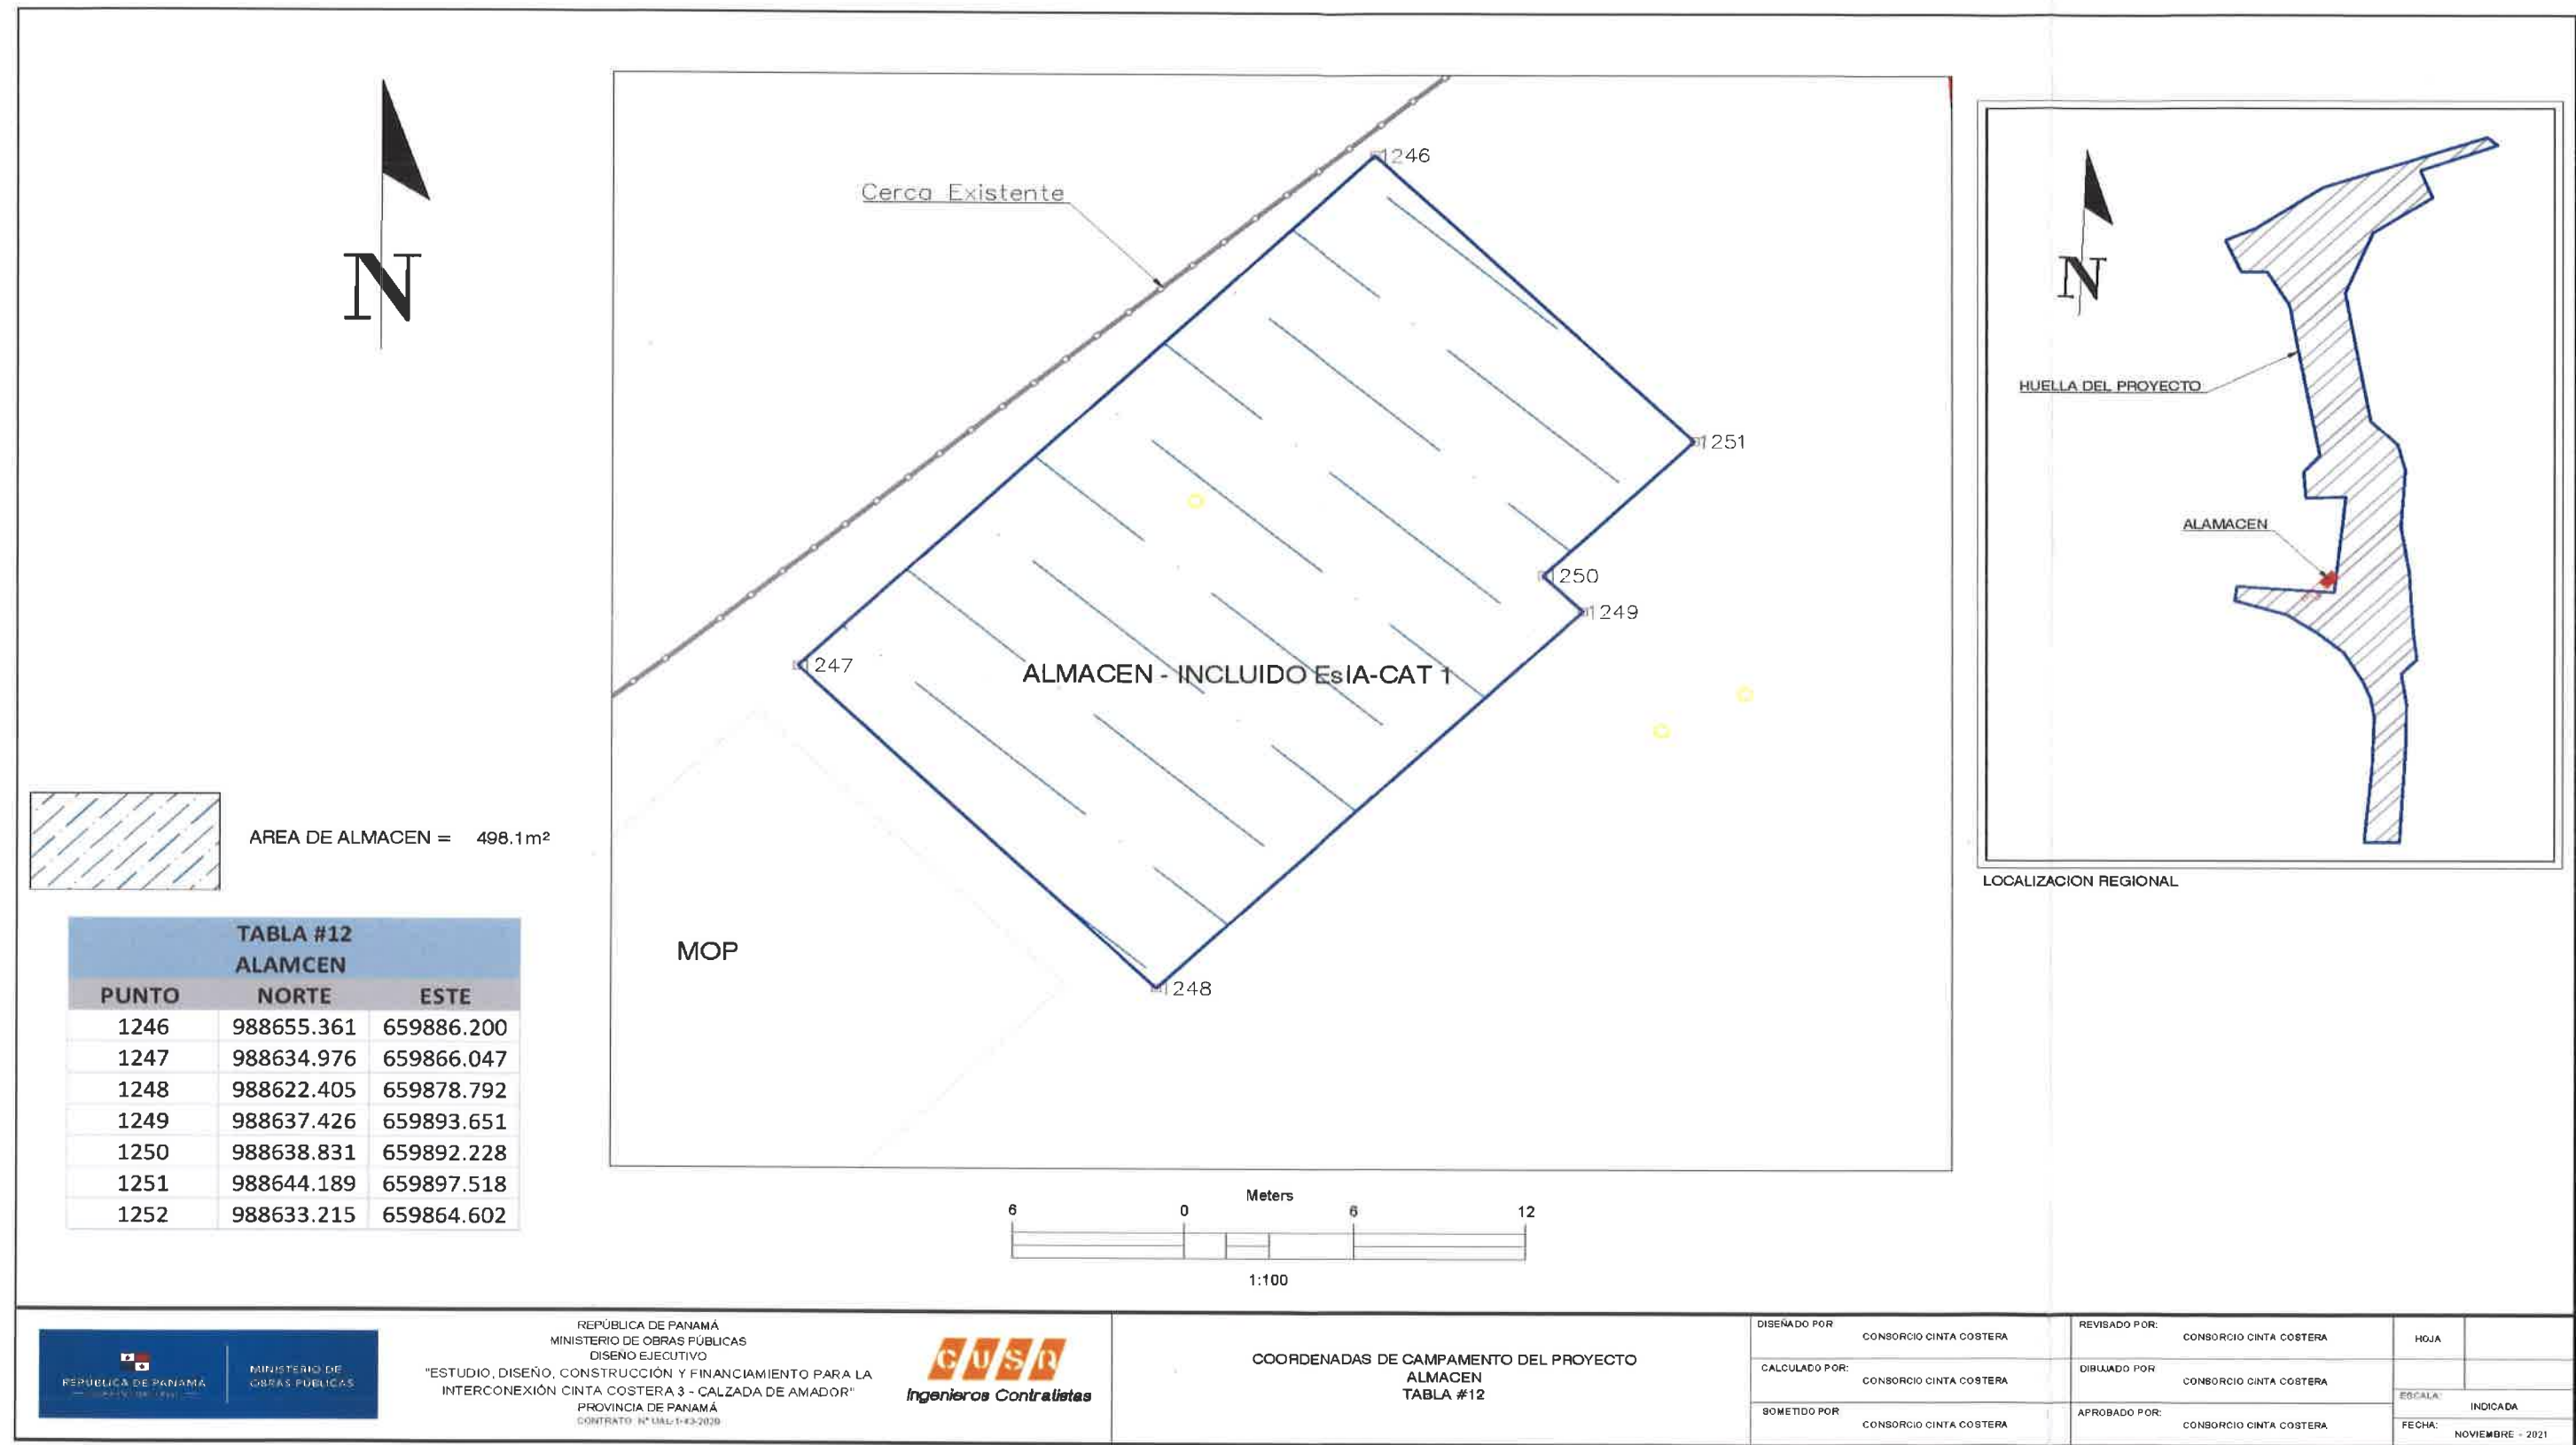 N
Cerca Existente
1246
1251
1250
1249
1247
1248
ALMACEN - INCLUIDO EsIA-CAT 1
MOP
N
HUELLA DEL PROYECTO
ALAMACEN
LOCALIZACION REGIONAL
AREA DE ALMACEN = 498.1m²
TABLA #12
ALAMCEN
PUNTO NORTE ESTE
1246 988655.361 659886.200
1247 988634.976 659866.047
1248 988622.405 659878.792
1249 988637.426 659893.651
1250 988638.831 659892.228
1251 988644.189 659897.518
1252 988633.215 659864.602
Meters
6 0 6 12
1:100
REPÚBLICA DE PANAMÁ
MINISTERIO DE
OBRAS PÚBLICAS
REPÚBLICA DE PANAMÁ
MINISTERIO DE OBRAS PÚBLICAS
DISEÑO EJECUTIVO
"ESTUDIO, DISEÑO, CONSTRUCCIÓN Y FINANCIAMIENTO PARA LA
INTERCONEXIÓN CINTA COSTERA 3 - CALZADA DE AMADOR"
PROVINCIA DE PANAMÁ
CONTRATO N° UAL-1-43-2020
CUSA
Ingenieros Contratistas
COORDENADAS DE CAMPAMENTO DEL PROYECTO
ALMACEN
TABLA #12
DISEÑADO POR
CONSORCIO CINTA COSTERA
CALCULADO POR:
CONSORCIO CINTA COSTERA
SOMETIDO POR
CONSORCIO CINTA COSTERA
REVISADO POR:
CONSORCIO CINTA COSTERA
DIBUJADO POR
CONSORCIO CINTA COSTERA
APROBADO POR:
CONSORCIO CINTA COSTERA
HOJA
ESCALA:
INDICADA
FECHA:
NOVIEMBRE - 2021